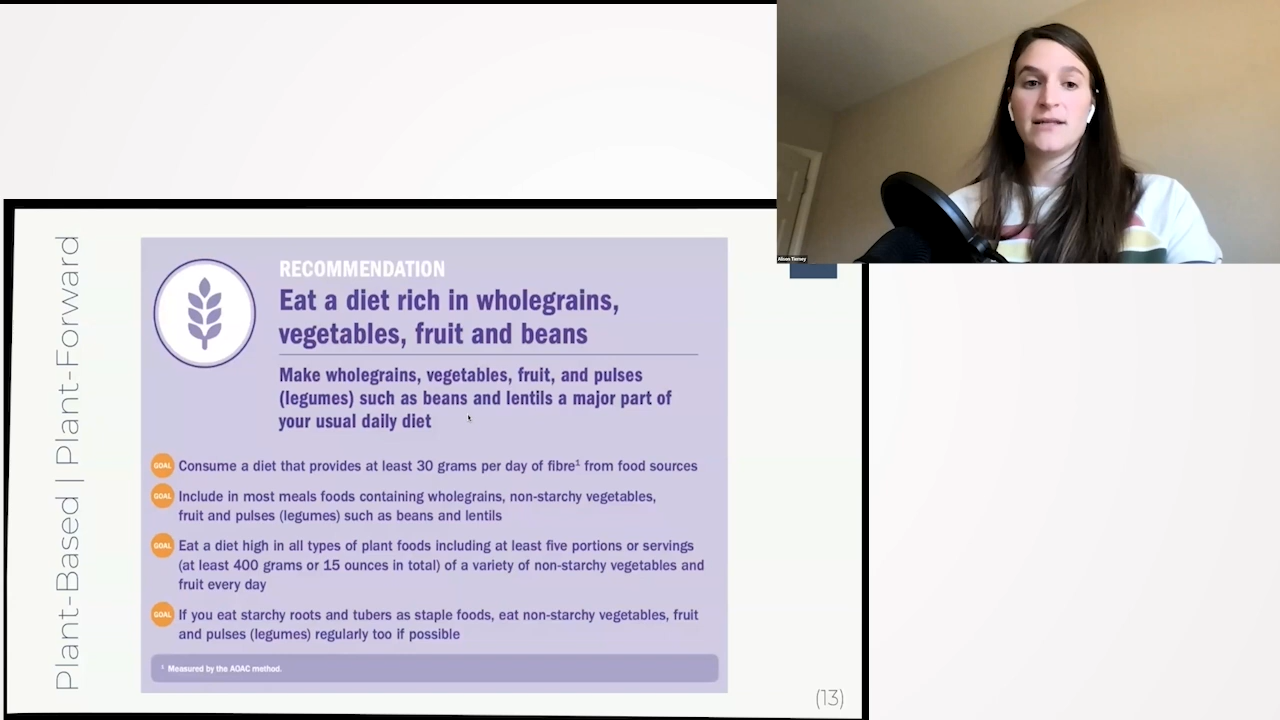 Alison Tierney
Plant-Based | Plant-Forward
RECOMMENDATION
Eat a diet rich in wholegrains,
vegetables, fruit and beans
Make wholegrains, vegetables, fruit, and pulses
(legumes) such as beans and lentils a major part of
your usual daily diet
GOAL Consume a diet that provides at least 30 grams per day of fibre¹ from food sources
GOAL Include in most meals foods containing wholegrains, non-starchy vegetables,
fruit and pulses (legumes) such as beans and lentils
GOAL Eat a diet high in all types of plant foods including at least five portions or servings
(at least 400 grams or 15 ounces in total) of a variety of non-starchy vegetables and
fruit every day
GOAL If you eat starchy roots and tubers as staple foods, eat non-starchy vegetables, fruit
and pulses (legumes) regularly too if possible
¹ Measured by the AOAC method.
(13)